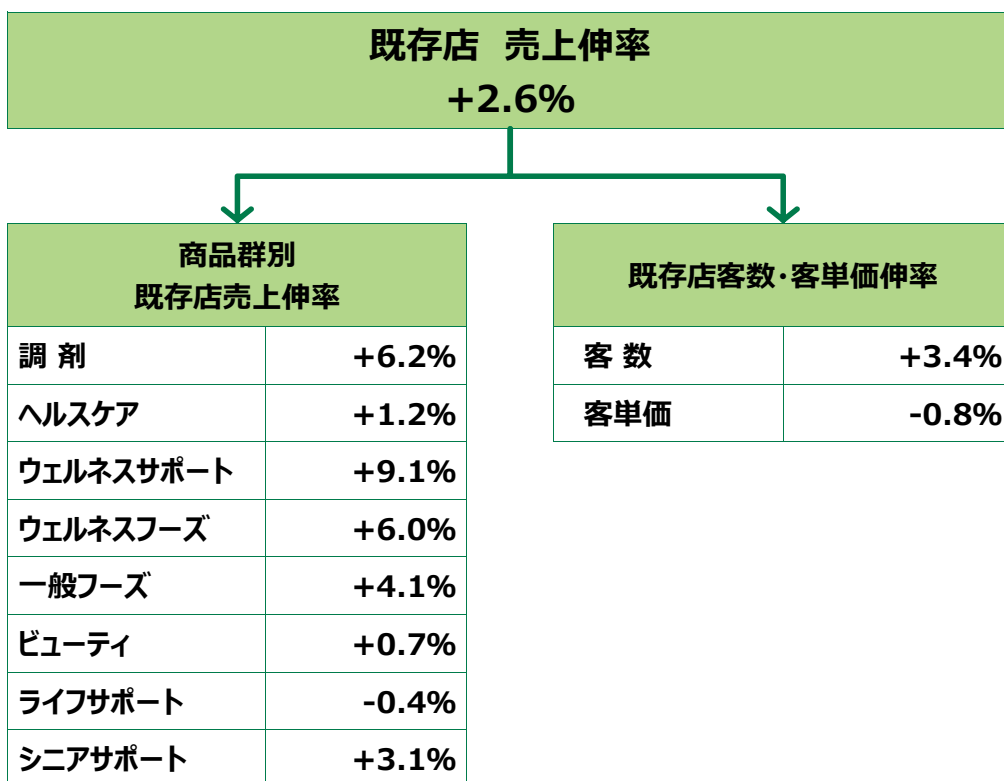 既存店 売上伸率
+2.6%
商品群別
既存店売上伸率
調 剤 +6.2%
ヘルスケア +1.2%
ウェルネスサポート +9.1%
ウェルネスフーズ +6.0%
一般フーズ +4.1%
ビューティ +0.7%
ライフサポート -0.4%
シニアサポート +3.1%
既存店客数･客単価伸率
客 数 +3.4%
客単価 -0.8%